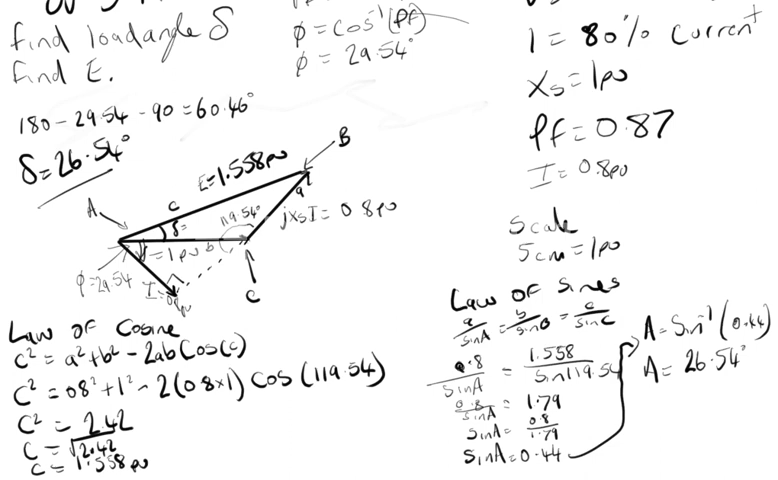 find loadangle δ
find E.
180 - 29.54 - 90 = 60.46°
δ = 26.54°
ϕ = cos⁻¹(pf)
ϕ = 29.54°
I = 80% current
Xs = 1pu
Pf = 0.87
I = 0.8pu
Scale
5cm = 1pu
B
E = 1.558pu
A
c
δ =
119.54°
a
jXsI = 0.8pu
V = 1pu
b
ϕ = 29.54
C
Law of Cosine
c² = a² + b² - 2ab Cos(c)
c² = 0.8² + 1² - 2(0.8x1) Cos (119.54)
c² = 2.42
c = √2.42
c = 1.558pu
Law of Sines
a/SinA = b/SinB = c/SinC
0.8/SinA = 1.558/Sin119.54
0.8/SinA = 1.79
SinA = 0.8/1.79
SinA = 0.44
A = Sin⁻¹(0.44)
A = 26.54°